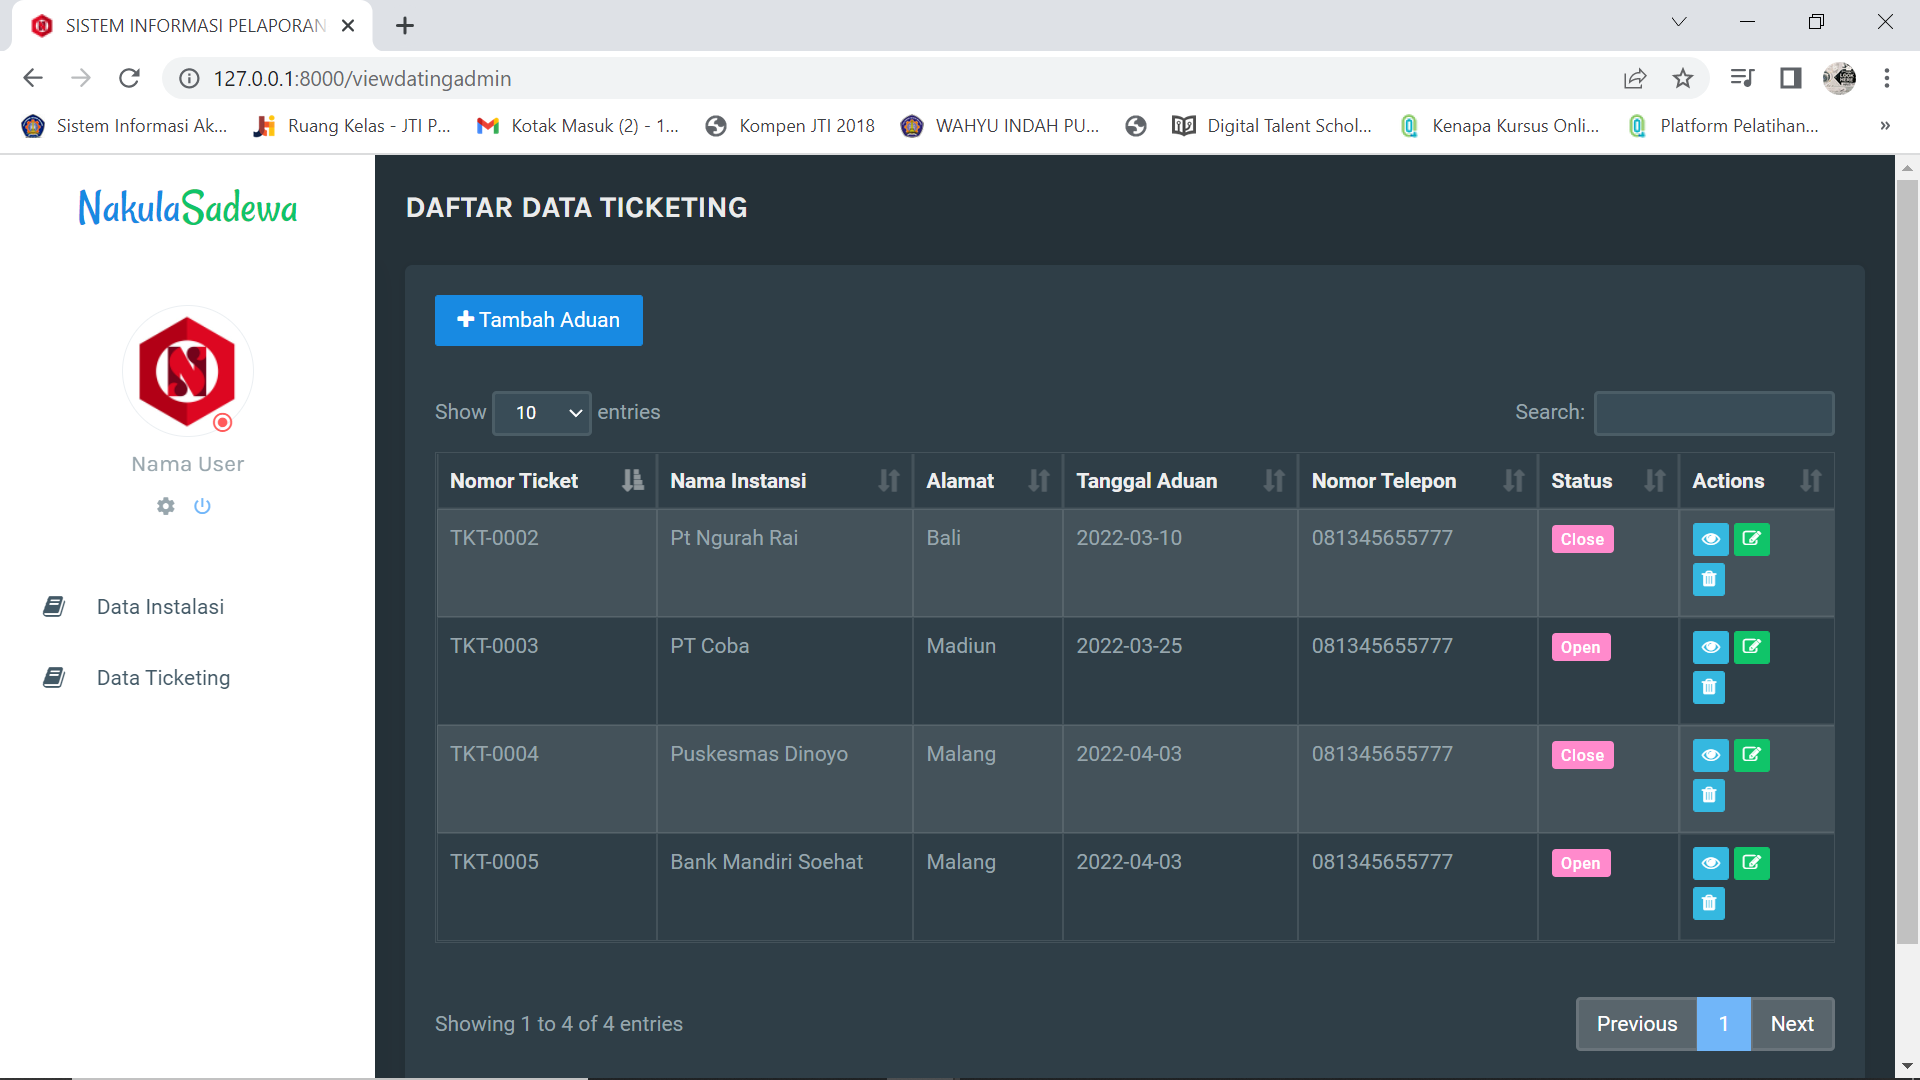 SISTEM INFORMASI PELAPORAN
127.0.0.1:8000/viewdatingadmin
Sistem Informasi Ak...
Ruang Kelas - JTI P...
Kotak Masuk (2) - 1...
Kompen JTI 2018
WAHYU INDAH PU...
Digital Talent Schol...
Kenapa Kursus Onli...
Platform Pelatihan...
»
NakulaSadewa
Nama User
Data Instalasi
Data Ticketing
DAFTAR DATA TICKETING
Tambah Aduan
Show 10 entries
Search:
Nomor Ticket Nama Instansi Alamat Tanggal Aduan Nomor Telepon Status Actions
TKT-0002 Pt Ngurah Rai Bali 2022-03-10 081345655777 Close
TKT-0003 PT Coba Madiun 2022-03-25 081345655777 Open
TKT-0004 Puskesmas Dinoyo Malang 2022-04-03 081345655777 Close
TKT-0005 Bank Mandiri Soehat Malang 2022-04-03 081345655777 Open
Showing 1 to 4 of 4 entries
Previous 1 Next